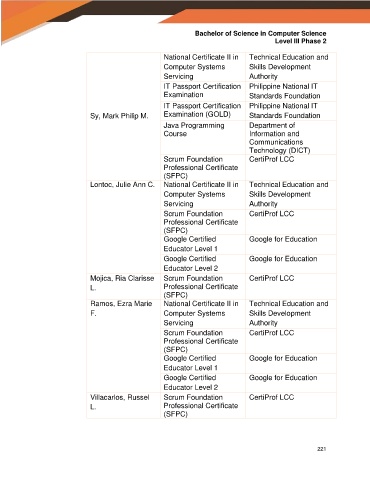 Bachelor of Science in Computer Science
Level III Phase 2
National Certificate II in Technical Education and
Computer Systems Skills Development
Servicing Authority
IT Passport Certification Philippine National IT
Examination Standards Foundation
IT Passport Certification Philippine National IT
Sy, Mark Philip M. Examination (GOLD) Standards Foundation
Java Programming Department of
Course Information and
Communications
Technology (DICT)
Scrum Foundation CertiProf LCC
Professional Certificate
(SFPC)
Lontoc, Julie Ann C. National Certificate II in Technical Education and
Computer Systems Skills Development
Servicing Authority
Scrum Foundation CertiProf LCC
Professional Certificate
(SFPC)
Google Certified Google for Education
Educator Level 1
Google Certified Google for Education
Educator Level 2
Mojica, Ria Clarisse Scrum Foundation CertiProf LCC
L. Professional Certificate
(SFPC)
Ramos, Ezra Marie National Certificate II in Technical Education and
F. Computer Systems Skills Development
Servicing Authority
Scrum Foundation CertiProf LCC
Professional Certificate
(SFPC)
Google Certified Google for Education
Educator Level 1
Google Certified Google for Education
Educator Level 2
Villacarlos, Russel Scrum Foundation CertiProf LCC
L. Professional Certificate
(SFPC)
221